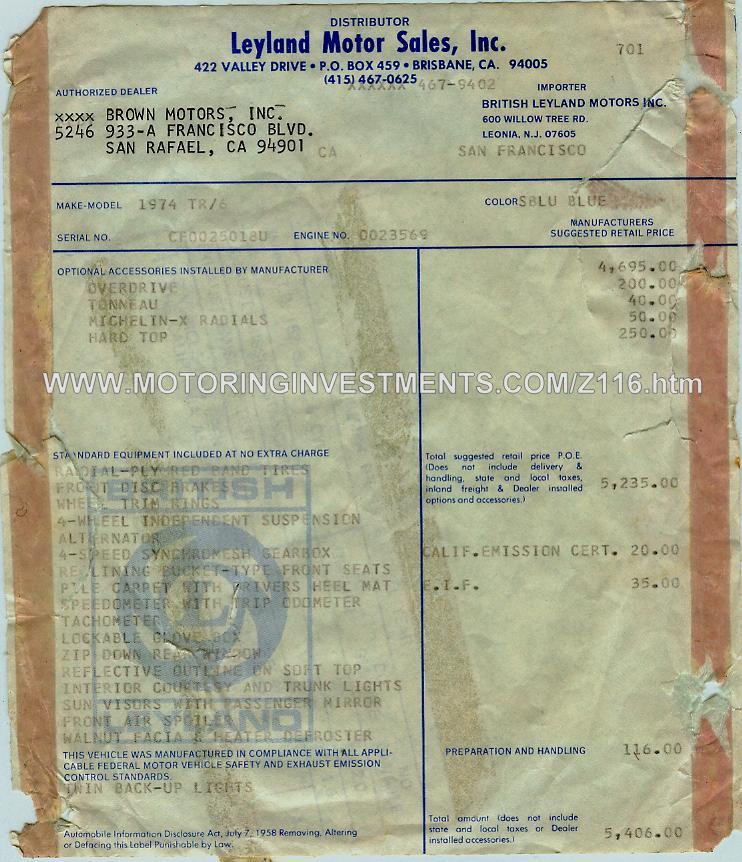 DISTRIBUTOR
Leyland Motor Sales, Inc.
701
422 VALLEY DRIVE • P.O. BOX 459 • BRISBANE, CA. 94005
(415) 467-0625
XXXXXX 467-9402
AUTHORIZED DEALER
IMPORTER
xxxx BROWN MOTORS, INC.
BRITISH LEYLAND MOTORS INC.
5246 933-A FRANCISCO BLVD.
600 WILLOW TREE RD.
SAN RAFAEL, CA 94901
LEONIA, N.J. 07605
CA SAN FRANCISCO
MAKE-MODEL 1974 TR/6
COLOR SBLU BLUE
MANUFACTURERS
SUGGESTED RETAIL PRICE
SERIAL NO. CF0025018U ENGINE NO. 0023569
OPTIONAL ACCESSORIES INSTALLED BY MANUFACTURER
4,695.00
OVERDRIVE 200.00
TONNEAU 40.00
MICHELIN-X RADIALS 50.00
HARD TOP 250.00
WWW.MOTORINGINVESTMENTS.COM/Z116.htm
STANDARD EQUIPMENT INCLUDED AT NO EXTRA CHARGE
RADIAL-PLY RED BAND TIRES
FRONT DISC BRAKES
WHEEL TRIM RINGS
4-WHEEL INDEPENDENT SUSPENSION
ALTERNATOR
4-SPEED SYNCHROMESH GEARBOX
RECLINING BUCKET-TYPE FRONT SEATS
PILE CARPET WITH DRIVERS HEEL MAT
SPEEDOMETER WITH TRIP ODOMETER
TACHOMETER
LOCKABLE GLOVE BOX
ZIP DOWN REAR WINDOW
REFLECTIVE OUTLINE ON SOFT TOP
INTERIOR COURTESY AND TRUNK LIGHTS
SUN VISORS WITH PASSENGER MIRROR
FRONT AIR SPOILER
WALNUT FACIA & HEATER DEFROSTER
BRITISH
L
LEYLAND
THIS VEHICLE WAS MANUFACTURED IN COMPLIANCE WITH ALL APPLI-
CABLE FEDERAL MOTOR VEHICLE SAFETY AND EXHAUST EMISSION
CONTROL STANDARDS.
TWIN BACK-UP LIGHTS
Automobile Information Disclosure Act, July 7, 1958 Removing, Altering
or Defacing this Label Punishable by Law.
Total suggested retail price P.O.E.
(Does not include delivery &
handling, state and local taxes,
inland freight & Dealer installed
options and accessories.)
5,235.00
CALIF.EMISSION CERT. 20.00
E.I.F. 35.00
PREPARATION AND HANDLING 116.00
Total amount (does not include
state and local taxes or Dealer
installed accessories.)
5,406.00